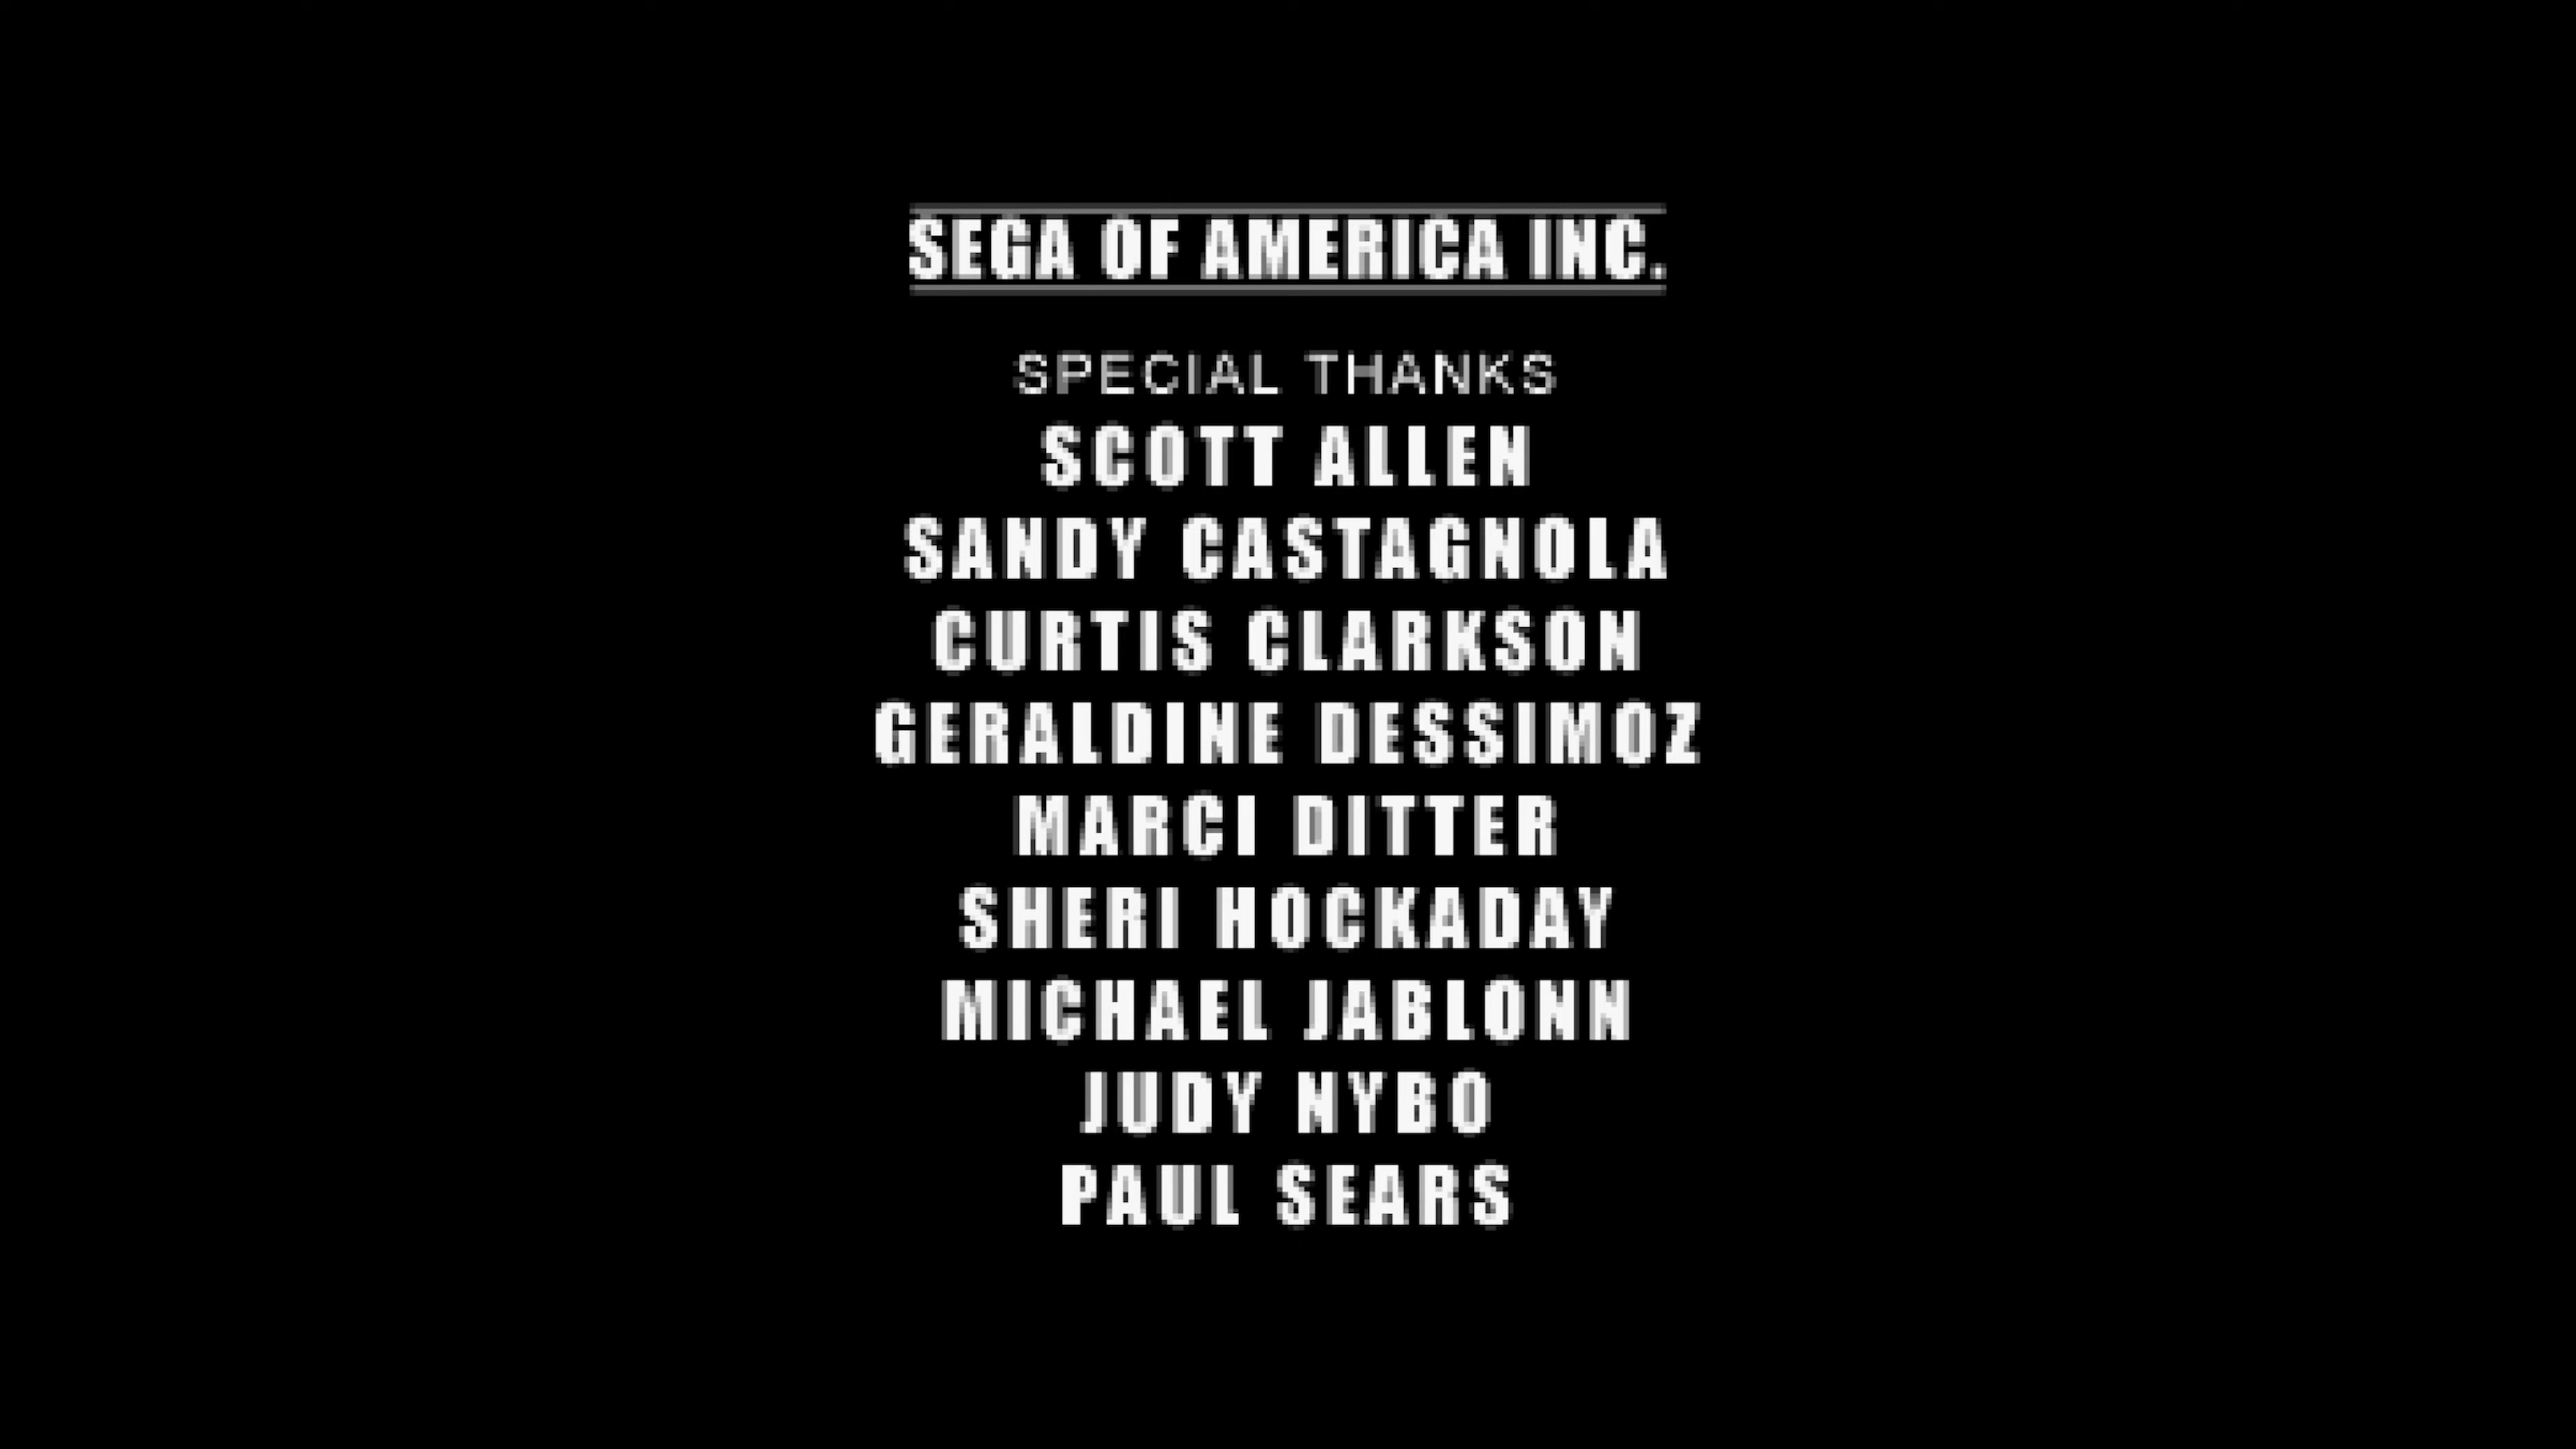 SEGA OF AMERICA INC.
SPECIAL THANKS
SCOTT ALLEN
SANDY CASTAGNOLA
CURTIS CLARKSON
GERALDINE DESSIMOZ
MARCI DITTER
SHERI HOCKADAY
MICHAEL JABLONN
JUDY NYBO
PAUL SEARS